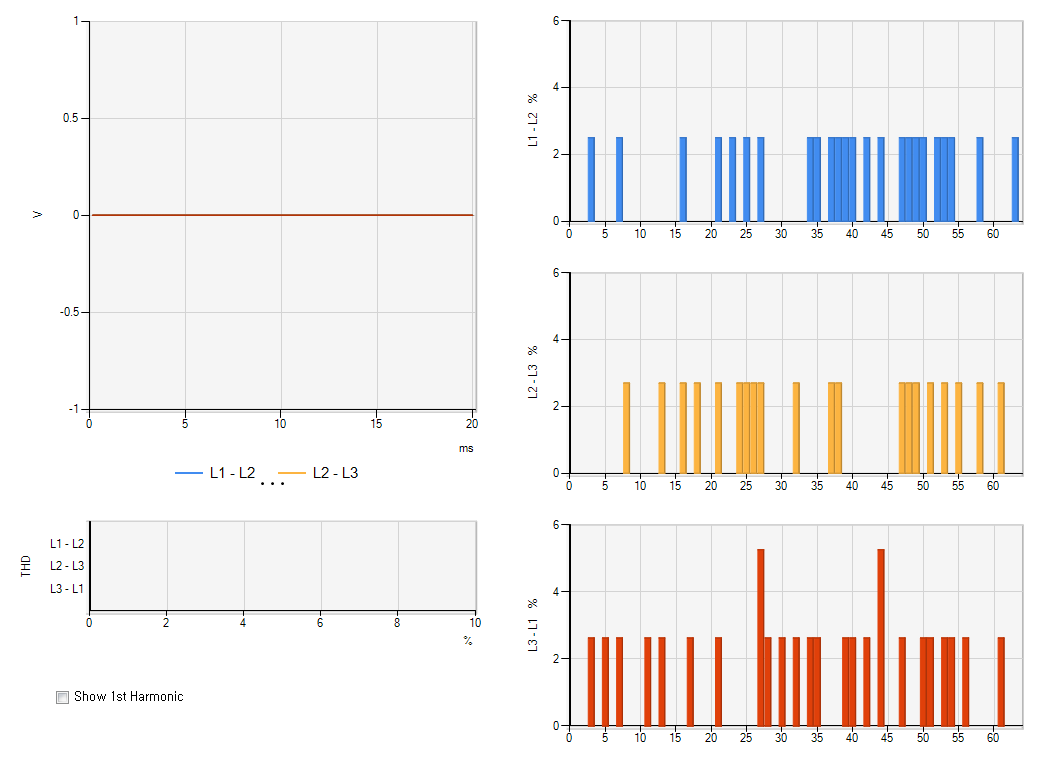 1
0.5
V
0
-0.5
-1
0 5 10 15 20
ms
L1 - L2 ... L2 - L3
THD
L1 - L2
L2 - L3
L3 - L1
0 2 4 6 8 10
%
Show 1st Harmonic
L1 - L2 %
6
4
2
0
0 5 10 15 20 25 30 35 40 45 50 55 60
L2 - L3 %
6
4
2
0
0 5 10 15 20 25 30 35 40 45 50 55 60
L3 - L1 %
6
4
2
0
0 5 10 15 20 25 30 35 40 45 50 55 60